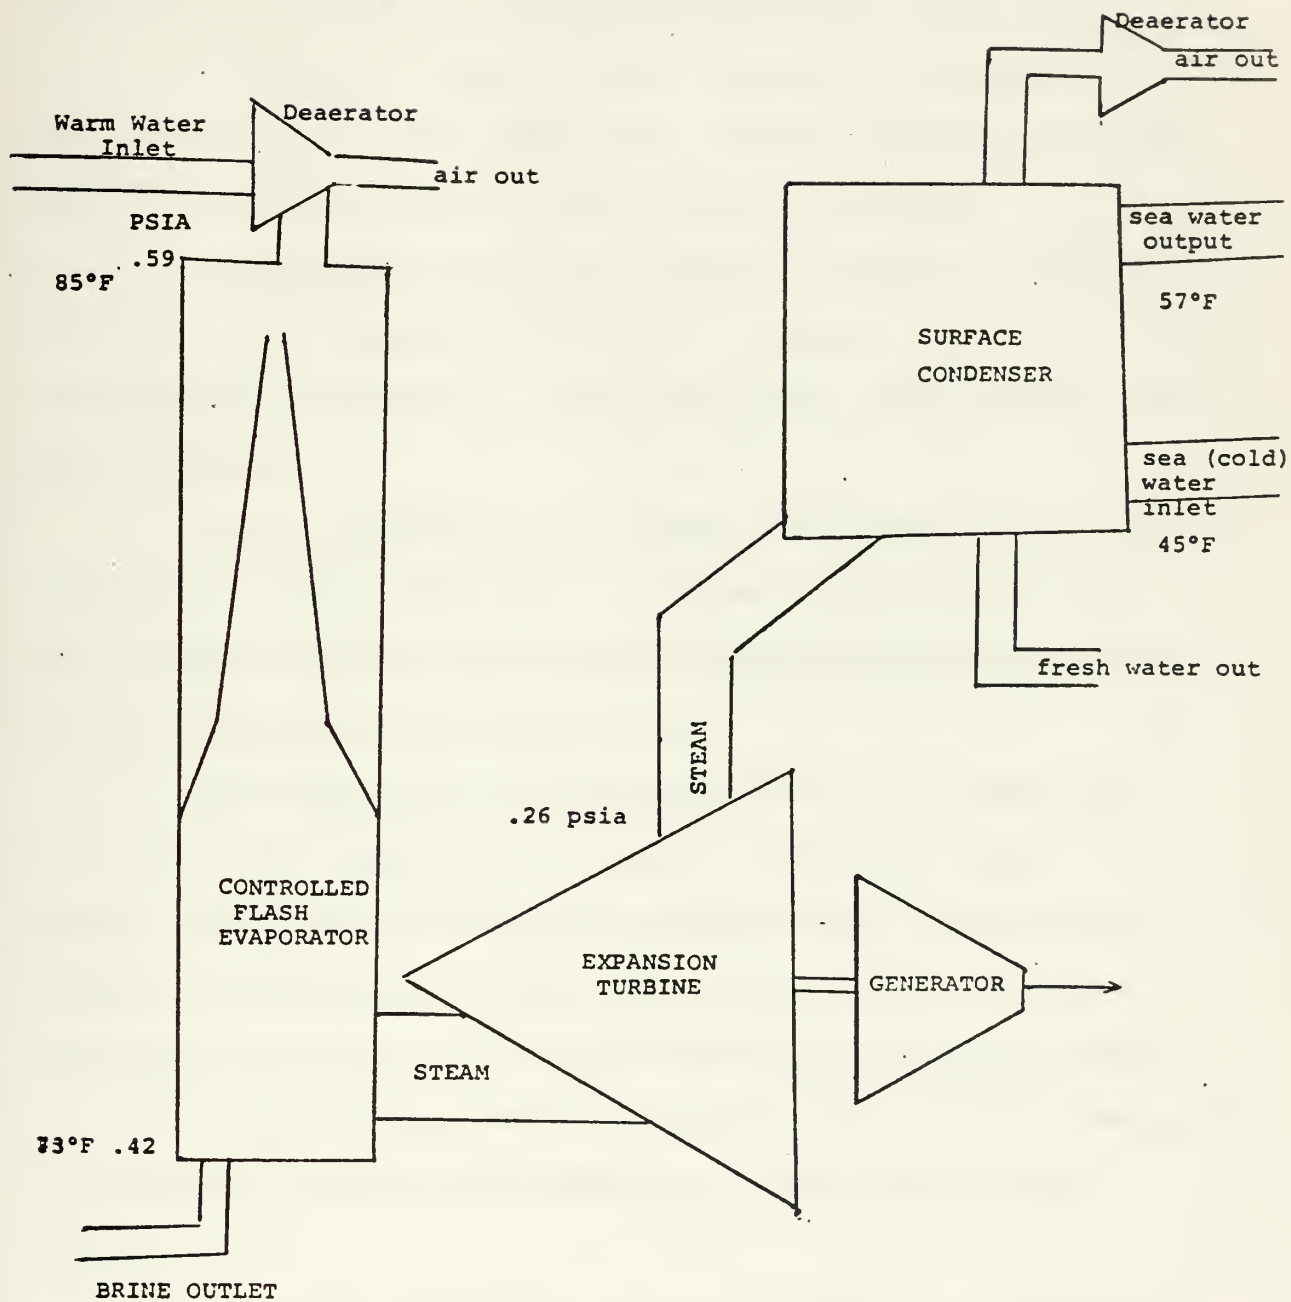 Deaerator
air out
Warm Water
Inlet
Deaerator
air out
PSIA
.59
85°F
sea water
output
57°F
SURFACE
CONDENSER
sea (cold)
water
inlet
45°F
fresh water out
STEAM
.26 psia
CONTROLLED
FLASH
EVAPORATOR
EXPANSION
TURBINE
GENERATOR
STEAM
73°F .42
BRINE OUTLET